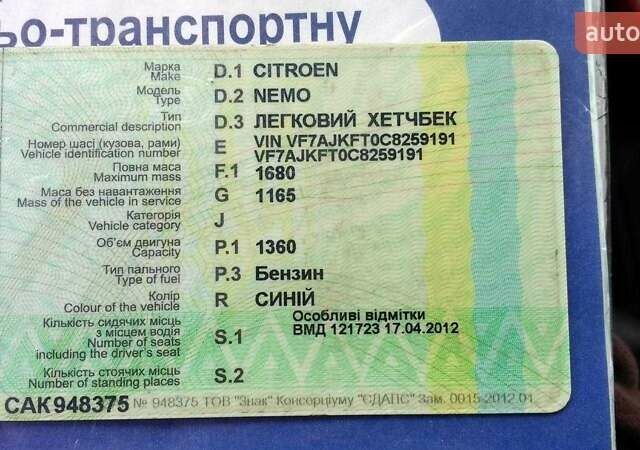 ьо-транспортну
auto
Марка
Make D.1 CITROEN
Модель
Type D.2 NEMO
Тип
Commercial description D.3 ЛЕГКОВИЙ ХЕТЧБЕК
Номер шасі (кузова, рами)
Vehicle identification number E VIN VF7AJKFT0C8259191
VF7AJKFT0C8259191
Повна маса
Maximum mass F.1 1680
Маса без навантаження
Mass of the vehicle in service G 1165
Категорія
Vehicle category J
Об'єм двигуна
Capacity P.1 1360
Тип пального
Type of fuel P.3 Бензин
Колір
Colour of the vehicle R СИНІЙ
Кількість сидячих місць
з місцем водія
Number of seats
including the driver's seat S.1
Особливі відмітки
ВМД 121723 17.04.2012
Кількість стоячих місць
Number of standing places S.2
САК948375 № 948375 ТОВ "Знак" Консорціуму "ЄДАПС" Зам. 0015-2012.01